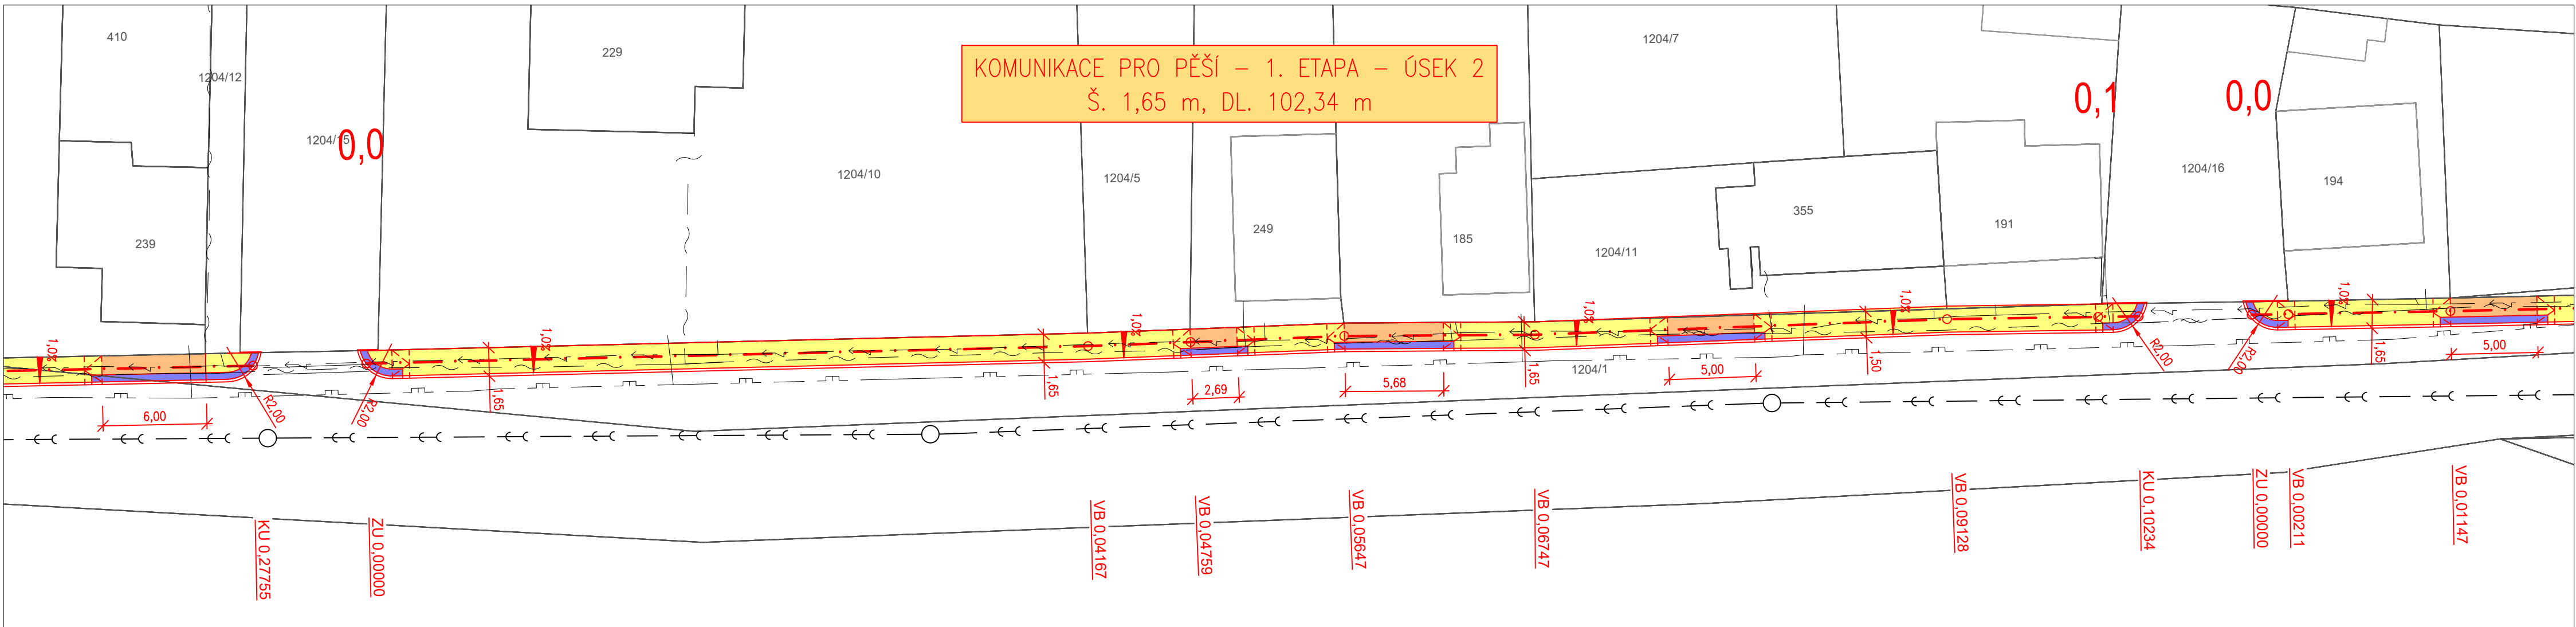 KOMUNIKACE PRO PĚŠÍ – 1. ETAPA – ÚSEK 2
Š. 1,65 m, DL. 102,34 m
410
1204/12
229
1204/7
0,1
0,0
1204/15
0,0
1204/10
1204/5
1204/16
194
355
191
239
249
185
1204/11
1,0%
1,0%
1,0%
1,0%
1,0%
1,0%
1204/1
6,00
R2,00
R2,00
1,65
1,65
2,69
5,68
1,65
5,00
1,50
R2,00
R2,00
1,65
5,00
KU 0,27755
ZU 0,00000
VB 0,04167
VB 0,04759
VB 0,05647
VB 0,06747
VB 0,09128
KU 0,10234
ZU 0,00000
VB 0,00211
VB 0,01147